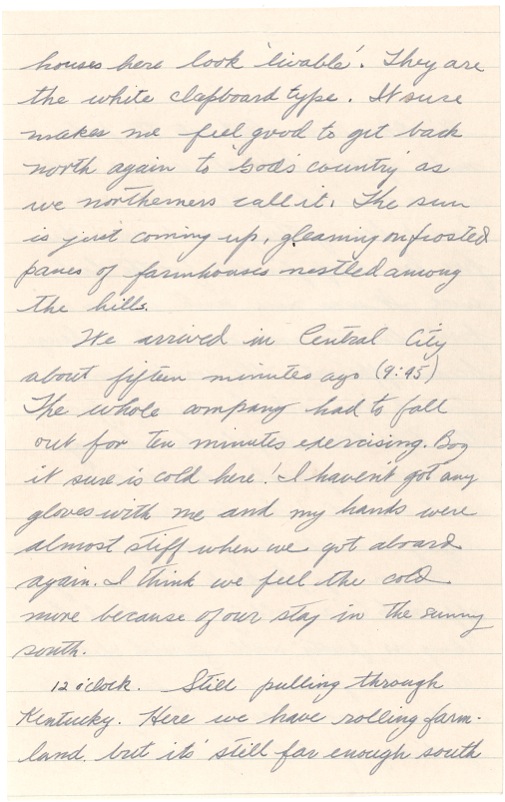 houses here look 'livable'. They are
the white clapboard type. It sure
makes me feel good to get back
north again to 'God's country' as
we northerners call it. The sun
is just coming up, gleaming on frosted
panes of farmhouses nestled among
the hills.
We arrived in Central City
about fifteen minutes ago (9:45)
The whole company had to fall
out for ten minutes exercising. Boy
it sure is cold here! I haven't got any
gloves with me and my hands were
almost stiff when we got aboard
again. I think we feel the cold
more because of our stay in the sunny
south.
12 o'clock. Still pulling through
Kentucky. Here we have rolling farm-
land. but it's still far enough south